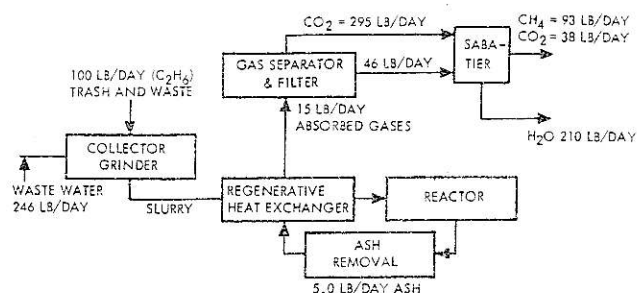 CO2 = 295 LB/DAY
CH4 = 93 LB/DAY
CO2 = 38 LB/DAY
GAS SEPARATOR
& FILTER
46 LB/DAY
SABA-
TIER
100 LB/DAY (C2H6)
TRASH AND WASTE
15 LB/DAY
ABSORBED GASES
H2O 210 LB/DAY
COLLECTOR
GRINDER
WASTE WATER
246 LB/DAY
SLURRY
REGENERATIVE
HEAT EXCHANGER
REACTOR
ASH
REMOVAL
5.0 LB/DAY ASH